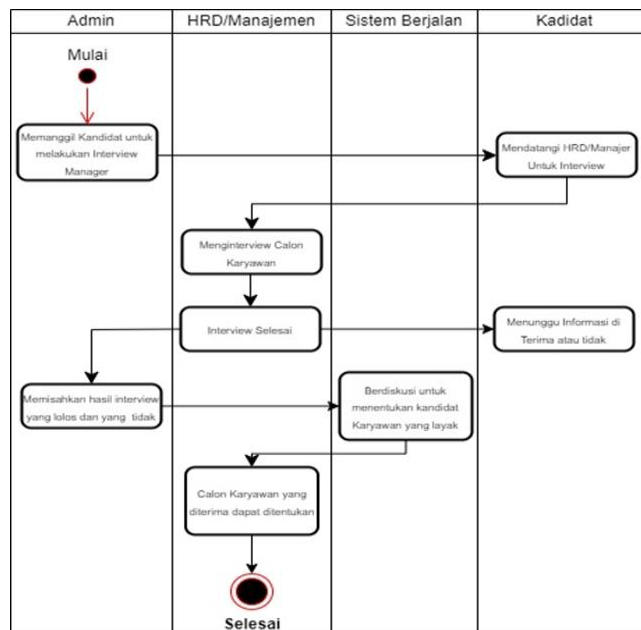 Admin
HRD/Manajemen
Sistem Berjalan
Kadidat
Mulai
Memanggil Kandidat untuk
melakukan Interview
Manager
Mendatangi HRD/Manajer
Untuk Interview
Menginterview Calon
Karyawan
Interview Selesai
Menunggu Informasi di
Terima atau tidak
Memisahkan hasil interview
yang lolos dan yang tidak
Berdiskusi untuk
menentukan kandidat
Karyawan yang layak
Calon Karyawan yang
diterima dapat ditentukan
Selesai